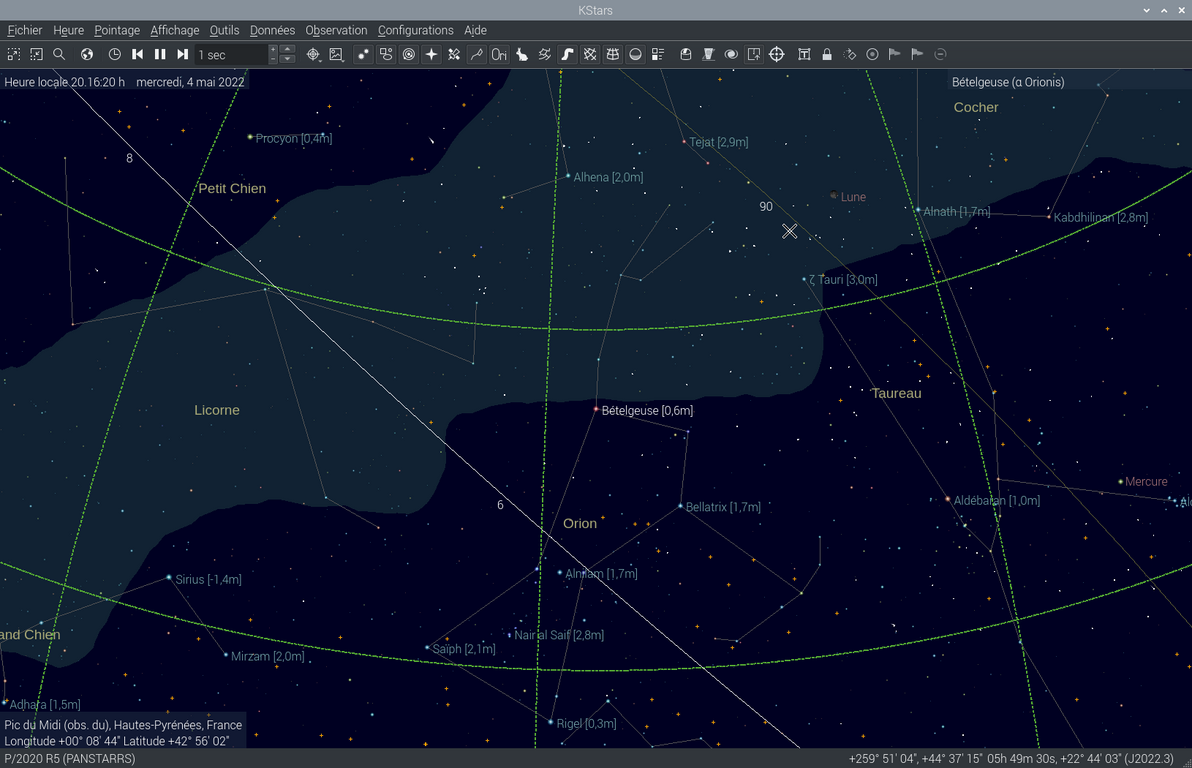 KStars
Fichier Heure Pointage Affichage Outils Données Observation Configurations Aide
1 sec
Ori
Heure locale 20:16:20 h mercredi, 4 mai 2022
Bételgeuse (α Orionis)
Cocher
Procyon [0,4m]
Tejat [2,9m]
8
Alhena [2,0m]
Petit Chien
Lune
90
Alnath [1,7m]
Kabdhilinan [2,8m]
ζ Tauri [3,0m]
Taureau
Licorne
Bételgeuse [0,6m]
Mercure
Aldébaran [1,0m]
6
Bellatrix [1,7m]
Orion
Alnilam [1,7m]
Sirius [-1,4m]
and Chien
Nair al Saif [2,8m]
Saiph [2,1m]
Mirzam [2,0m]
Adhara [1,5m]
Rigel [0,3m]
Pic du Midi (obs. du), Hautes-Pyrénées, France
Longitude +00° 08' 44" Latitude +42° 56' 02"
P/2020 R5 (PANSTARRS)
+259° 51' 04", +44° 37' 15" 05h 49m 30s, +22° 44' 03" (J2022.3)